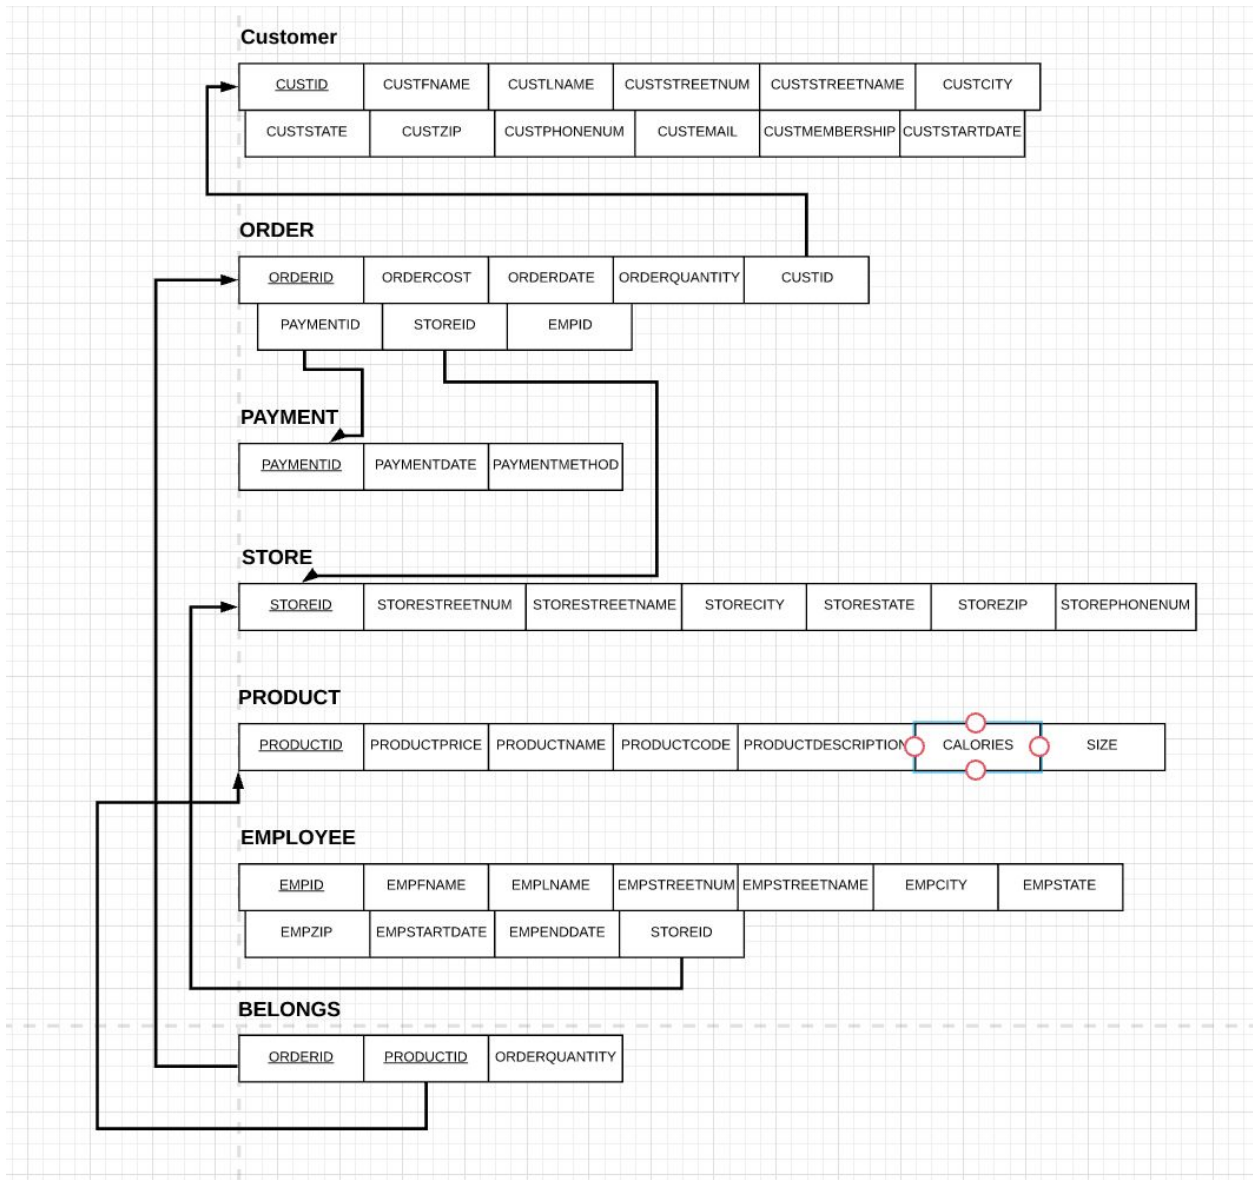 Customer
CUSTID CUSTFNAME CUSTLNAME CUSTSTREETNUM CUSTSTREETNAME CUSTCITY
CUSTSTATE CUSTZIP CUSTPHONENUM CUSTEMAIL CUSTMEMBERSHIP CUSTSTARTDATE
ORDER
ORDERID ORDERCOST ORDERDATE ORDERQUANTITY CUSTID
PAYMENTID STOREID EMPID
PAYMENT
PAYMENTID PAYMENTDATE PAYMENTMETHOD
STORE
STOREID STORESTREETNUM STORESTREETNAME STORECITY STORESTATE STOREZIP STOREPHONENUM
PRODUCT
PRODUCTID PRODUCTPRICE PRODUCTNAME PRODUCTCODE PRODUCTDESCRIPTION CALORIES SIZE
EMPLOYEE
EMPID EMPFNAME EMPLNAME EMPSTREETNUM EMPSTREETNAME EMPCITY EMPSTATE
EMPZIP EMPSTARTDATE EMPENDDATE STOREID
BELONGS
ORDERID PRODUCTID ORDERQUANTITY